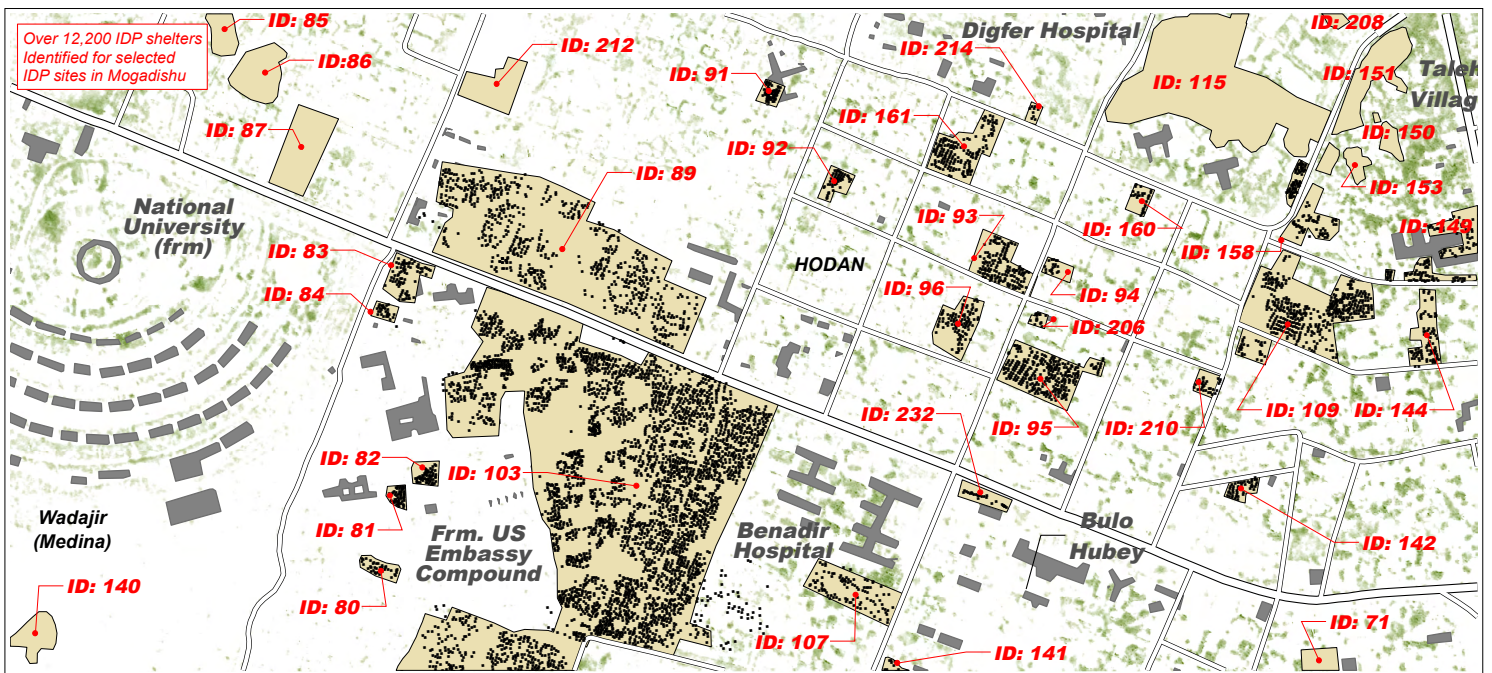 Over 12,200 IDP shelters
Identified for selected
IDP sites in Mogadishu
ID: 85
ID:86
ID: 212
ID: 91
Digfer Hospital
ID: 214
ID: 208
ID: 115
ID: 151
ID: 87
ID: 161
ID: 150
ID: 92
ID: 89
ID: 153
National
University
(frm)
ID: 93
ID: 160
ID: 149
ID: 83
HODAN
ID: 158
ID: 84
ID: 96
ID: 94
ID: 206
ID: 232
ID: 95
ID: 210
ID: 109
ID: 144
ID: 82
ID: 103
ID: 81
Wadajir
(Medina)
Frm. US
Embassy
Compound
Benadir
Hospital
Bulo
Hubey
ID: 142
ID: 140
ID: 80
ID: 107
ID: 141
ID: 71